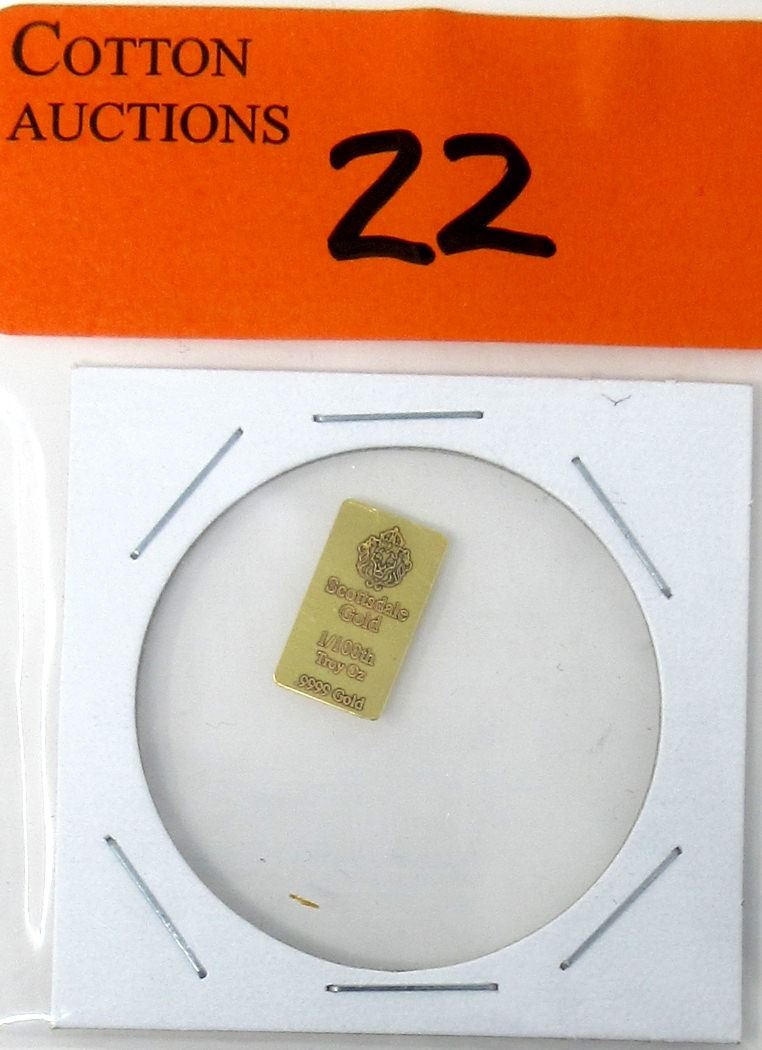 COTTON
AUCTIONS
22
Scottsdale
Gold
1/100th
Troy Oz
.9999 Gold